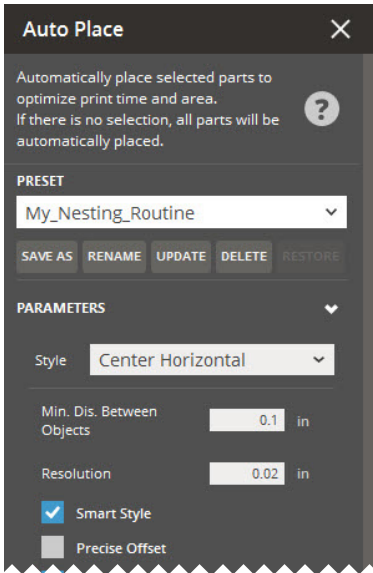 Auto Place
Automatically place selected parts to
optimize print time and area.
If there is no selection, all parts will be
automatically placed.
?
PRESET
My_Nesting_Routine
SAVE AS RENAME UPDATE DELETE RESTORE
PARAMETERS
Style Center Horizontal
Min. Dis. Between
Objects
0.1 in
Resolution 0.02 in
Smart Style
Precise Offset